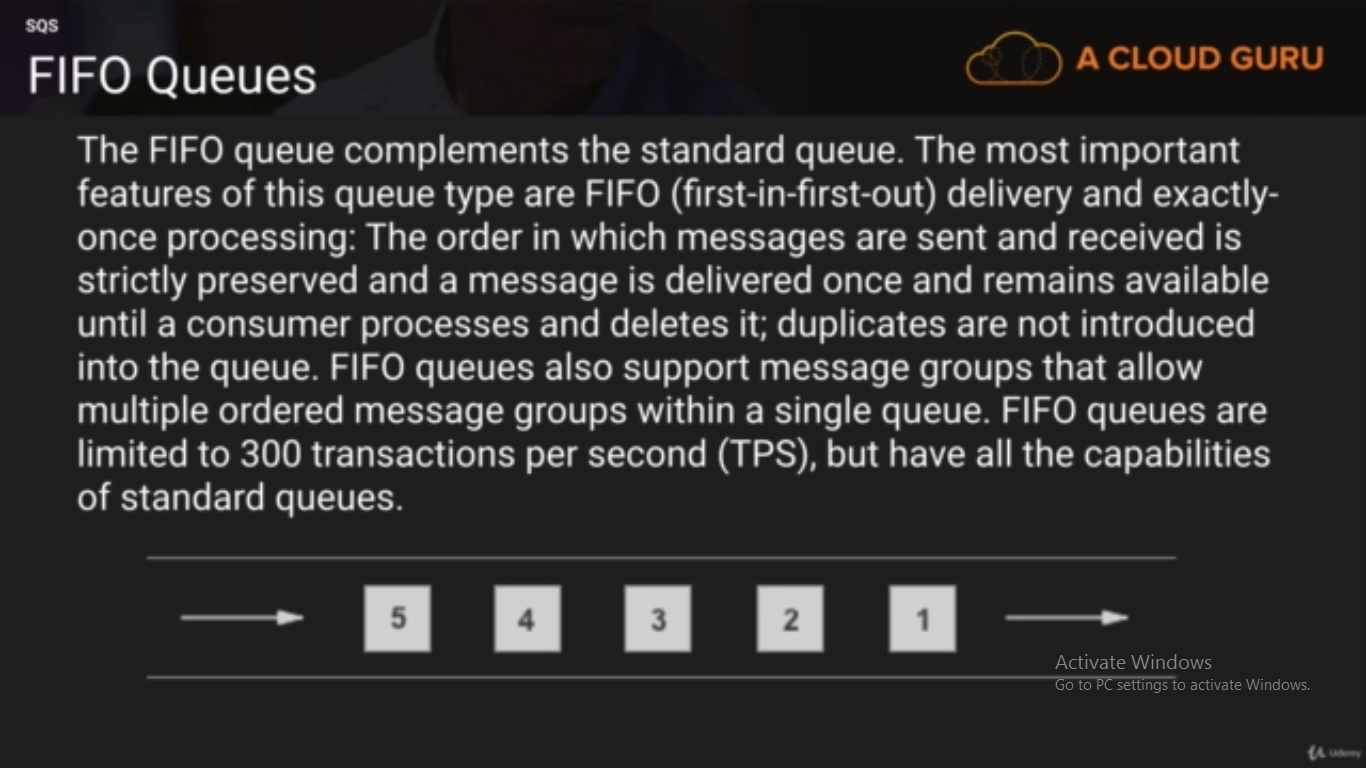 SQS
FIFO Queues
A CLOUD GURU
The FIFO queue complements the standard queue. The most important
features of this queue type are FIFO (first-in-first-out) delivery and exactly-
once processing: The order in which messages are sent and received is
strictly preserved and a message is delivered once and remains available
until a consumer processes and deletes it; duplicates are not introduced
into the queue. FIFO queues also support message groups that allow
multiple ordered message groups within a single queue. FIFO queues are
limited to 300 transactions per second (TPS), but have all the capabilities
of standard queues.
5 4 3 2 1
Activate Windows
Go to PC settings to activate Windows.
Udemy